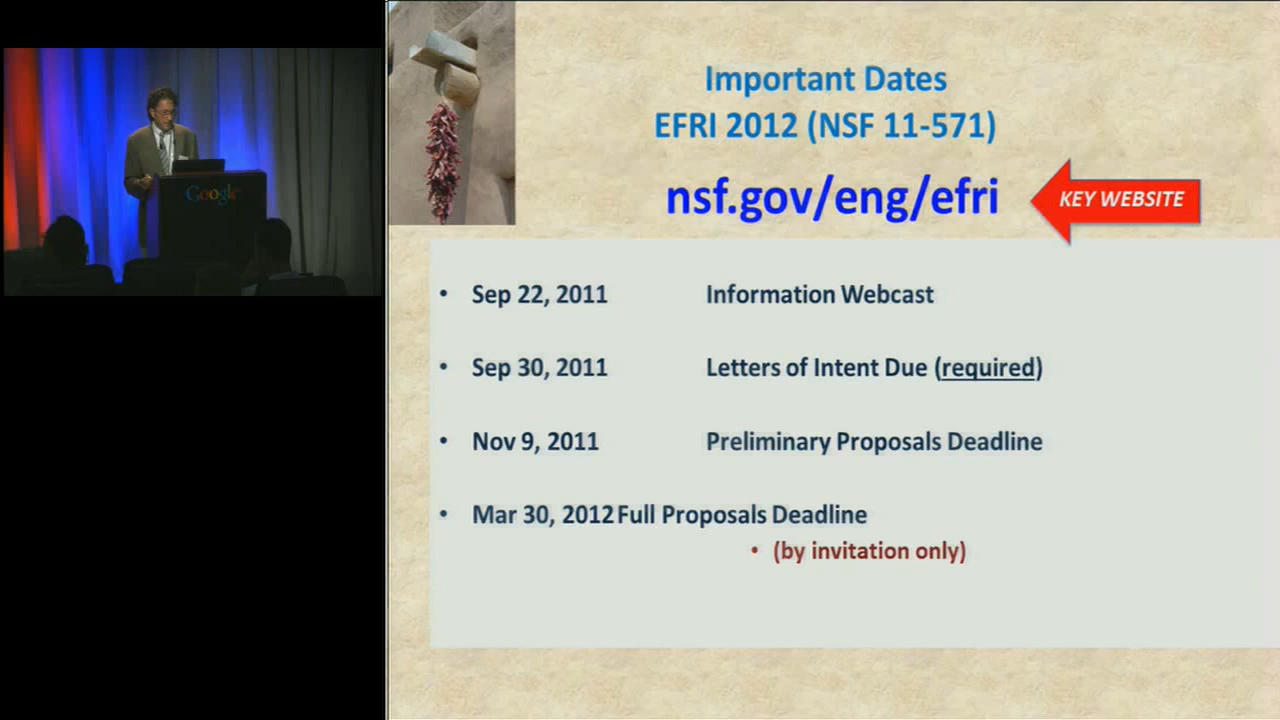 Google
Important Dates
EFRI 2012 (NSF 11-571)
nsf.gov/eng/efri
KEY WEBSITE
• Sep 22, 2011 Information Webcast
• Sep 30, 2011 Letters of Intent Due (required)
• Nov 9, 2011 Preliminary Proposals Deadline
• Mar 30, 2012 Full Proposals Deadline
• (by invitation only)